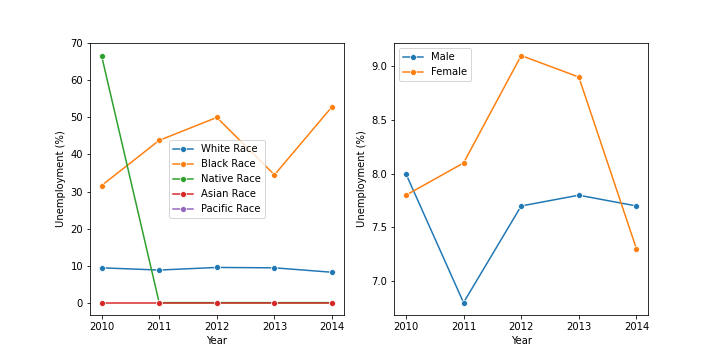 70
60
50
40
30
20
10
0
Unemployment (%)
White Race
Black Race
Native Race
Asian Race
Pacific Race
2010 2011 2012 2013 2014
Year
9.0
8.5
8.0
7.5
7.0
Unemployment (%)
Male
Female
2010 2011 2012 2013 2014
Year